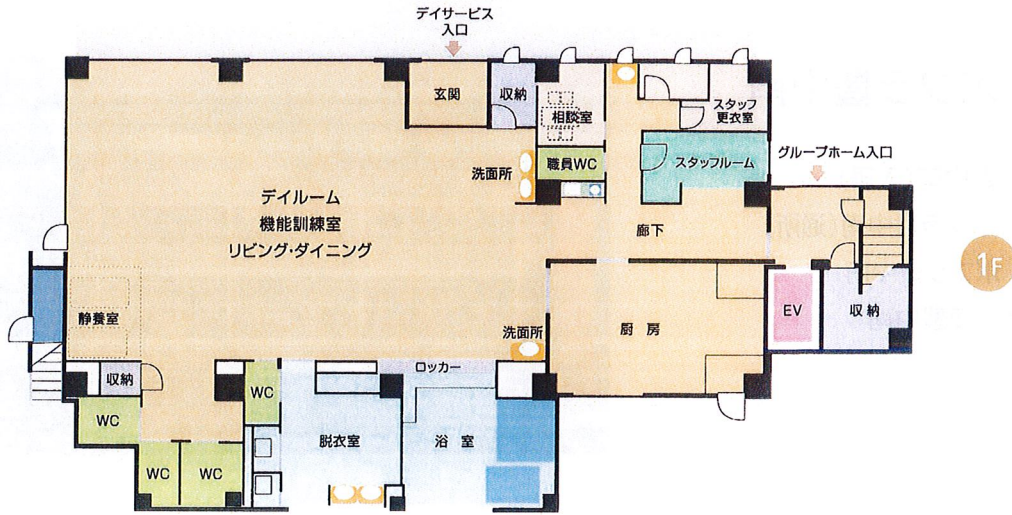 デイサービス
入口
玄関
収納
相談室
スタッフ
更衣室
職員WC
スタッフルーム
グループホーム入口
洗面所
デイルーム
機能訓練室
リビング・ダイニング
廊下
1F
静養室
洗面所
厨房
EV
収納
収納
ロッカー
WC
WC
脱衣室
浴室
WC
WC